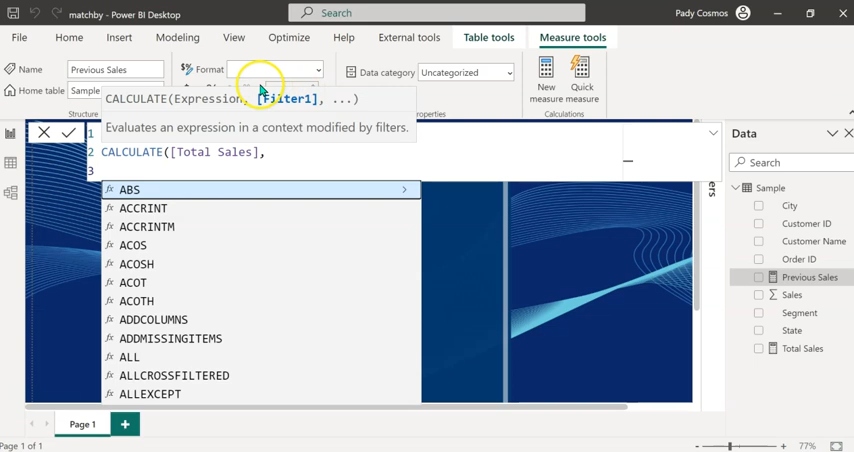 matchby - Power BI Desktop
Search
Pady Cosmos
File Home Insert Modeling View Optimize Help External tools Table tools Measure tools
Name Previous Sales
Format
Data category Uncategorized
New measure
Quick measure
Home table Sample
Structure
Calculations
CALCULATE(Expression, [Filter1], ...)
Evaluates an expression in a context modified by filters.
1
2 CALCULATE([Total Sales],
3
ABS
ACCRINT
ACCRINTM
ACOS
ACOSH
ACOT
ACOTH
ADDCOLUMNS
ADDMISSINGITEMS
ALL
ALLCROSSFILTERED
ALLEXCEPT
Data
Search
Sample
City
Customer ID
Customer Name
Order ID
Previous Sales
Sales
Segment
State
Total Sales
Page 1
Page 1 of 1
77%